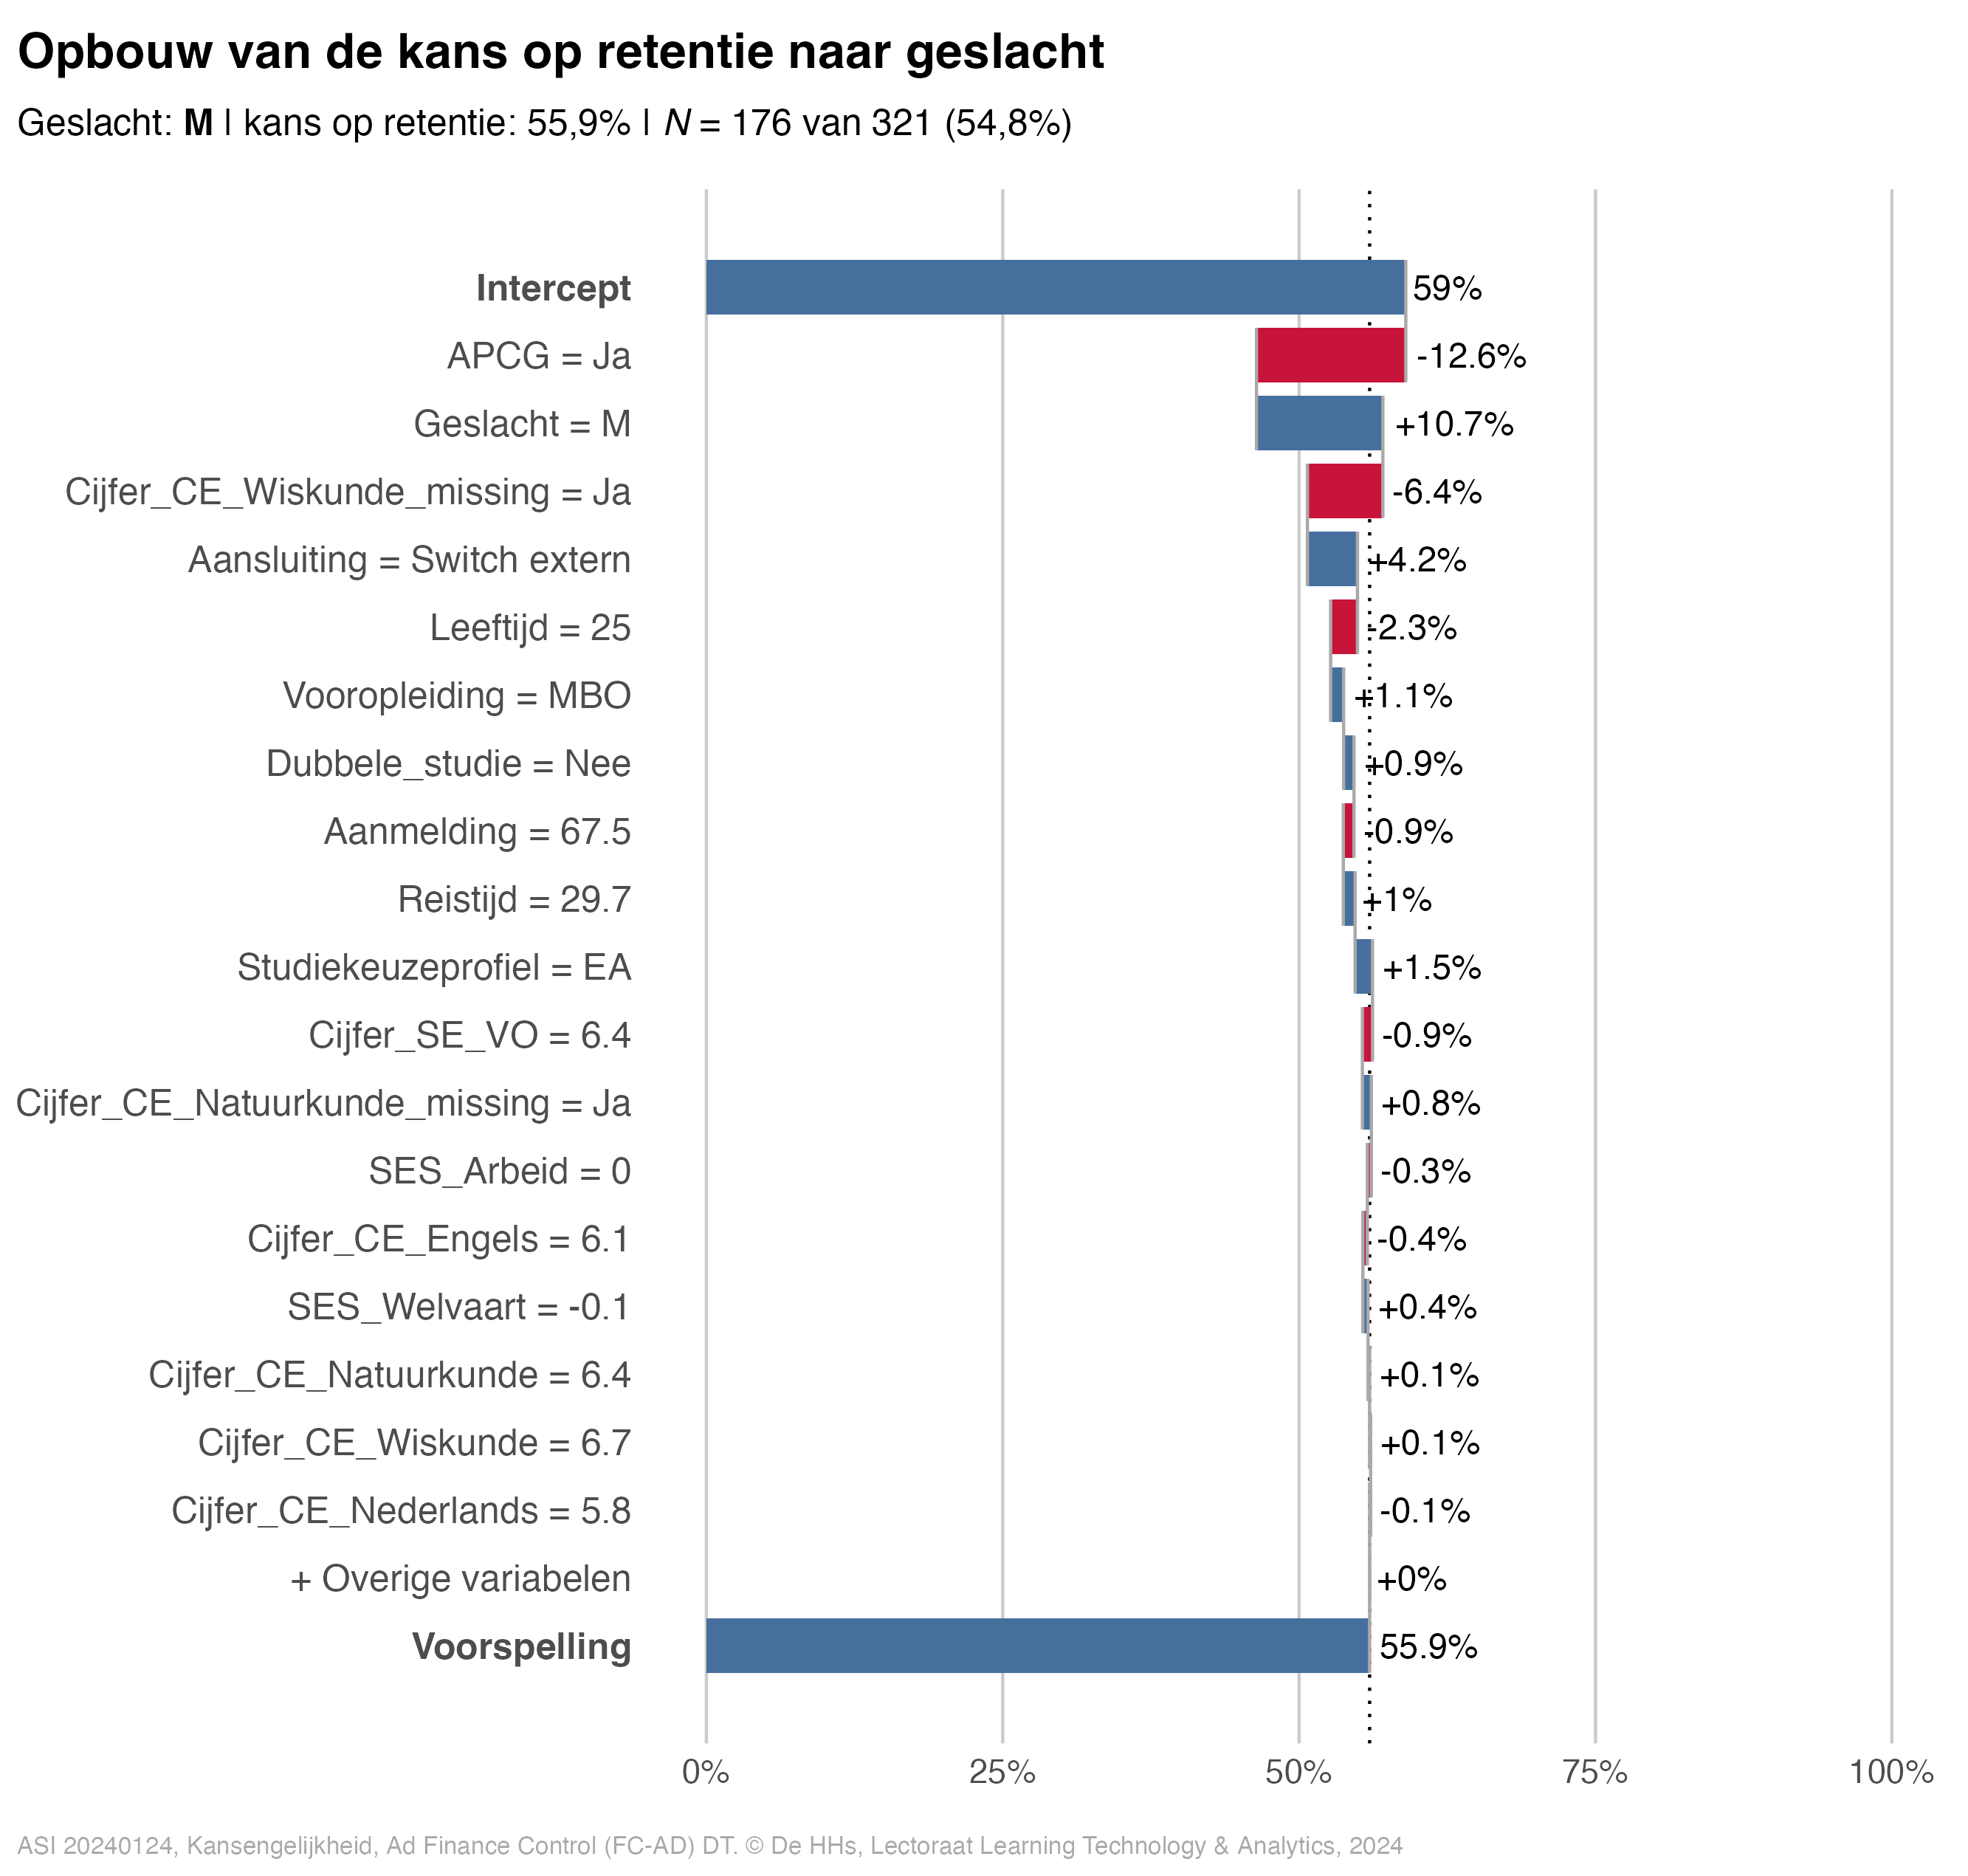 Opbouw van de kans op retentie naar geslacht
Geslacht: M | kans op retentie: 55,9% | N = 176 van 321 (54,8%)
Intercept 59%
APCG = Ja -12.6%
Geslacht = M +10.7%
Cijfer_CE_Wiskunde_missing = Ja -6.4%
Aansluiting = Switch extern +4.2%
Leeftijd = 25 -2.3%
Vooropleiding = MBO +1.1%
Dubbele_studie = Nee +0.9%
Aanmelding = 67.5 -0.9%
Reistijd = 29.7 +1%
Studiekeuzeprofiel = EA +1.5%
Cijfer_SE_VO = 6.4 -0.9%
Cijfer_CE_Natuurkunde_missing = Ja +0.8%
SES_Arbeid = 0 -0.3%
Cijfer_CE_Engels = 6.1 -0.4%
SES_Welvaart = -0.1 +0.4%
Cijfer_CE_Natuurkunde = 6.4 +0.1%
Cijfer_CE_Wiskunde = 6.7 +0.1%
Cijfer_CE_Nederlands = 5.8 -0.1%
+ Overige variabelen +0%
Voorspelling 55.9%
0% 25% 50% 75% 100%
ASI 20240124, Kansengelijkheid, Ad Finance Control (FC-AD) DT. © De HHs, Lectoraat Learning Technology & Analytics, 2024